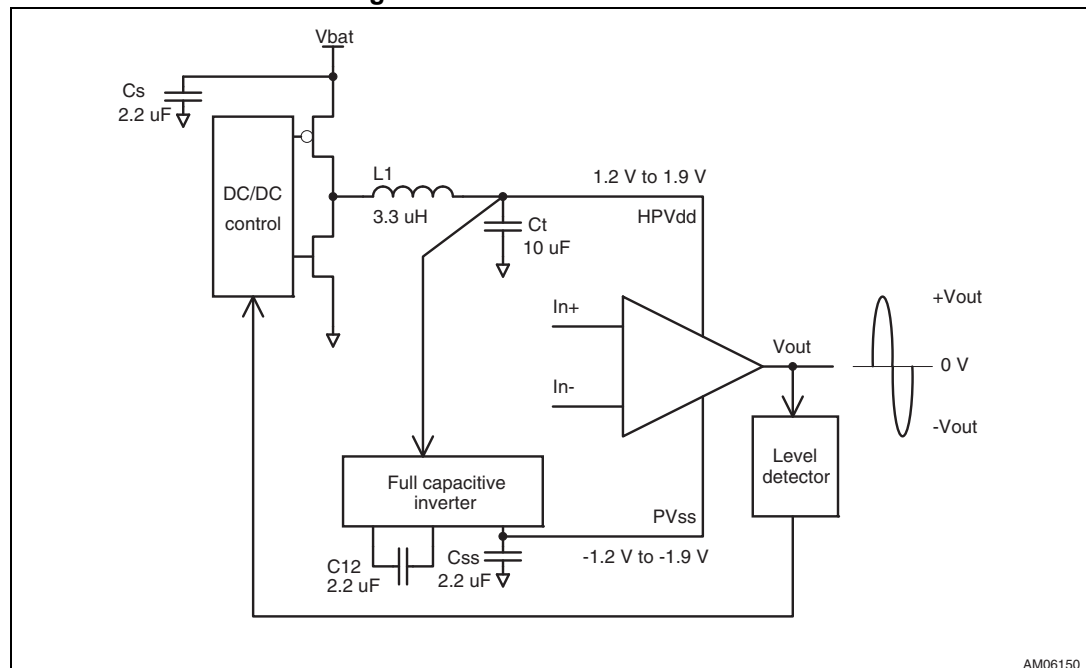 g
Vbat
Cs
2.2 uF
DC/DC
control
L1
3.3 uH
1.2 V to 1.9 V
HPVdd
Ct
10 uF
In+
In-
Vout
+Vout
0 V
-Vout
Level
detector
Full capacitive
inverter
PVss
-1.2 V to -1.9 V
C12
2.2 uF
Css
2.2 uF
AM06150